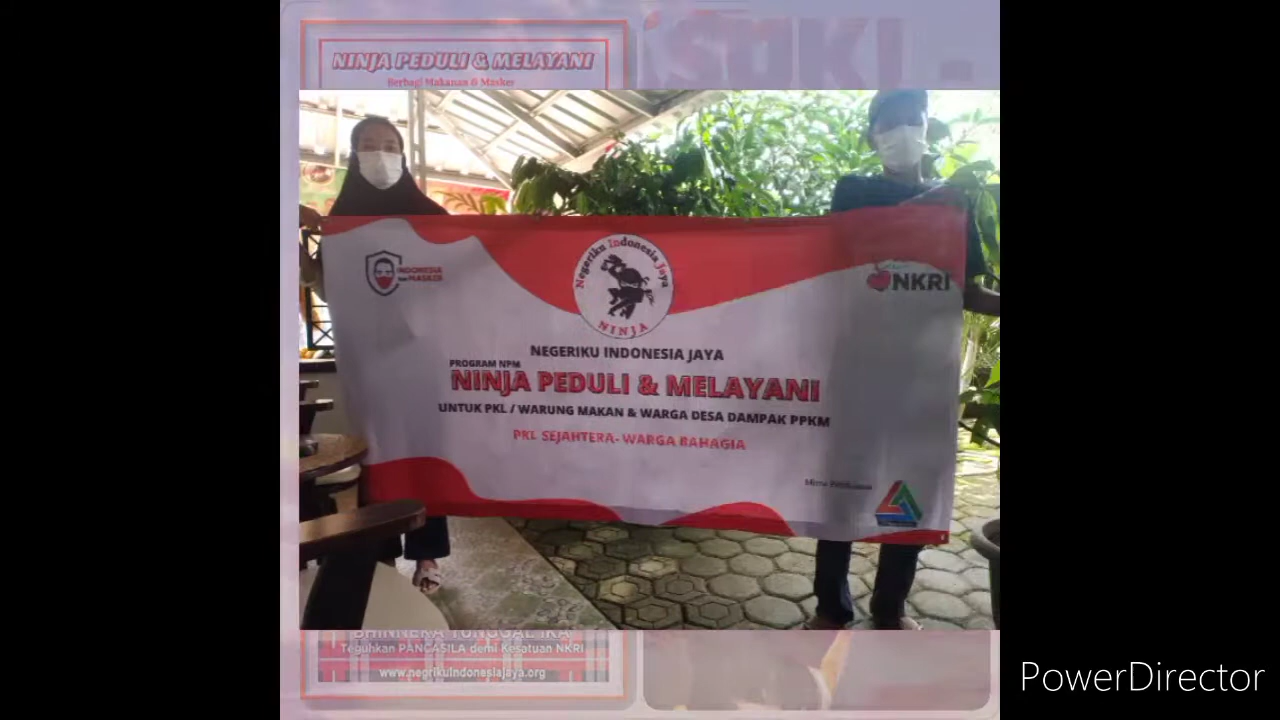 NINJA PEDULI & MELAYANI
Berbagi Makanan & Masker
INDONESIA
MASKER
Negeriku Indonesia Jaya
NINJA
NKRI
NEGERIKU INDONESIA JAYA
PROGRAM NPM
NINJA PEDULI & MELAYANI
UNTUK PKL / WARUNG MAKAN & WARGA DESA DAMPAK PPKM
PKL SEJAHTERA- WARGA BAHAGIA
BHINNEKA TUNGGAL IKA
Teguhkan PANCASILA demi Kesatuan NKRI
www.negrikuindonesiajaya.org
PowerDirector